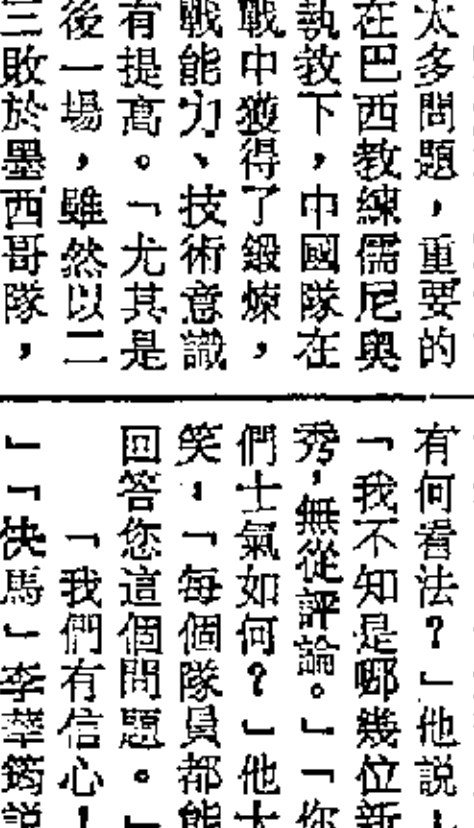 太多問題，重要的
在巴西教練儒尼奧
執教下，中國隊在
戰中獲得了鍛煉，
戰能力、技術意識
有提高。「尤其是
後一場，雖然以二
三敗於墨西哥隊，
有何看法？」他説
「我不知是哪幾位新
秀，無從評論。」「你
們士氣如何？」他大
笑，「每個隊員都能
回答您這個問題。」
「我們有信心！
」「快馬」李華筠説